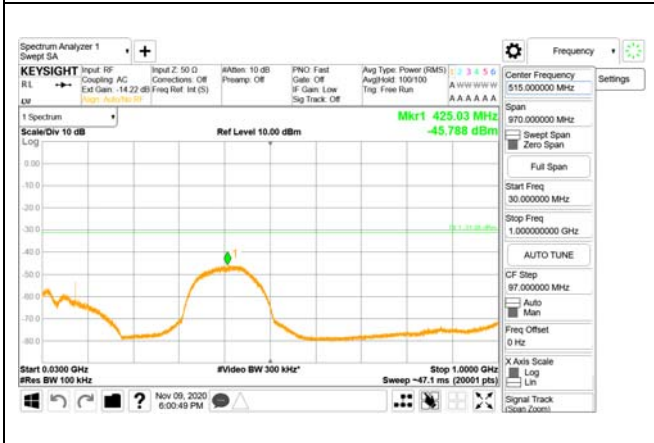 Spectrum Analyzer 1
Swept SA
+
Frequency
KEYSIGHT
Input: RF
Input Z: 50 Ω
#Atten: 10 dB
PNO: Fast
Avg Type: Power (RMS)
1 2 3 4 5 6
RL
Coupling: AC
Corrections: Off
Preamp: Off
Gate: Off
Avg|Hold: 100/100
A W W W W W
Ext Gain: -14.22 dB
Freq Ref: Int (S)
IF Gain: Low
Trig: Free Run
Align: Auto/No RF
Sig Track: Off
A A A A A A
1 Spectrum
Mkr1 425.03 MHz
Scale/Div 10 dB
Ref Level 10.00 dBm
-45.788 dBm
Log
0.00
-10.0
-20.0
-30.0
-40.0
-50.0
-60.0
-70.0
-80.0
1
Start 0.0300 GHz
#Video BW 300 kHz*
Stop 1.0000 GHz
#Res BW 100 kHz
Sweep ~47.1 ms (20001 pts)
Nov 09, 2020
6:00:49 PM
?
Center Frequency
515.000000 MHz
Settings
Span
970.000000 MHz
Swept Span
Zero Span
Full Span
Start Freq
30.000000 MHz
Stop Freq
1.000000000 GHz
AUTO TUNE
CF Step
97.000000 MHz
Auto
Man
Freq Offset
0 Hz
X Axis Scale
Log
Lin
Signal Track
(Span Zoom)